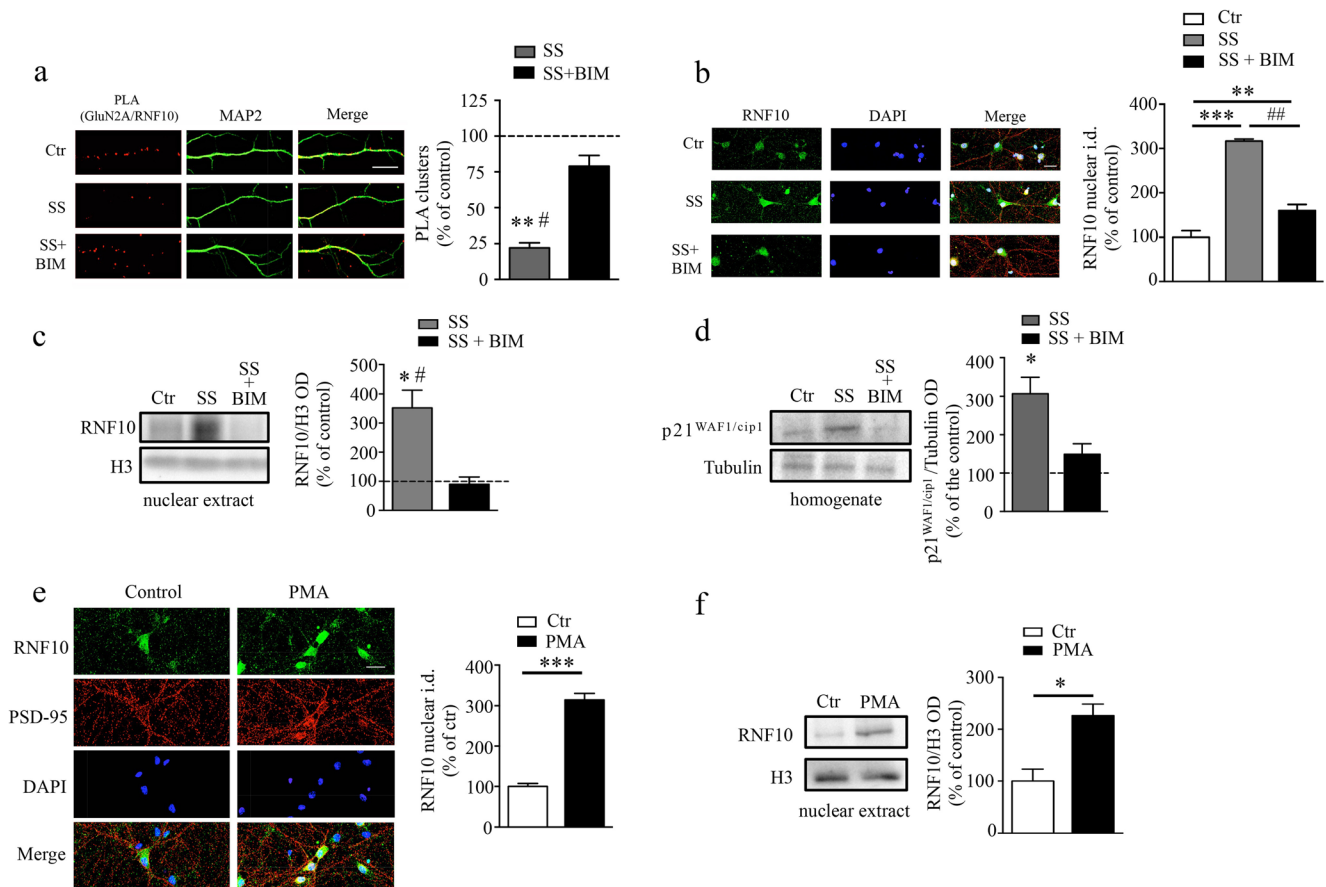 a
PLA
(GluN2A/RNF10)
MAP2
Merge
Ctr
SS
SS+
BIM
SS
SS+BIM
PLA clusters
(% of control)
125
100
75
50
25
0
** #
b
RNF10
DAPI
Merge
Ctr
SS
SS+
BIM
Ctr
SS
SS + BIM
RNF10 nuclear i.d.
(% of control)
400
300
200
100
0
**
*** ##
c
Ctr
SS
SS
+
BIM
RNF10
H3
nuclear extract
SS
SS + BIM
RNF10/H3 OD
(% of control)
500
400
300
200
100
0
* #
d
Ctr
SS
SS
+
BIM
p21WAF1/cip1
Tubulin
homogenate
SS
SS + BIM
p21WAF1/cip1/Tubulin OD
(% of the control)
400
300
200
100
0
*
e
Control
PMA
RNF10
PSD-95
DAPI
Merge
Ctr
PMA
RNF10 nuclear i.d.
(% of ctr)
400
300
200
100
0
***
f
Ctr
PMA
RNF10
H3
nuclear extract
Ctr
PMA
RNF10/H3 OD
(% of control)
300
200
100
0
*